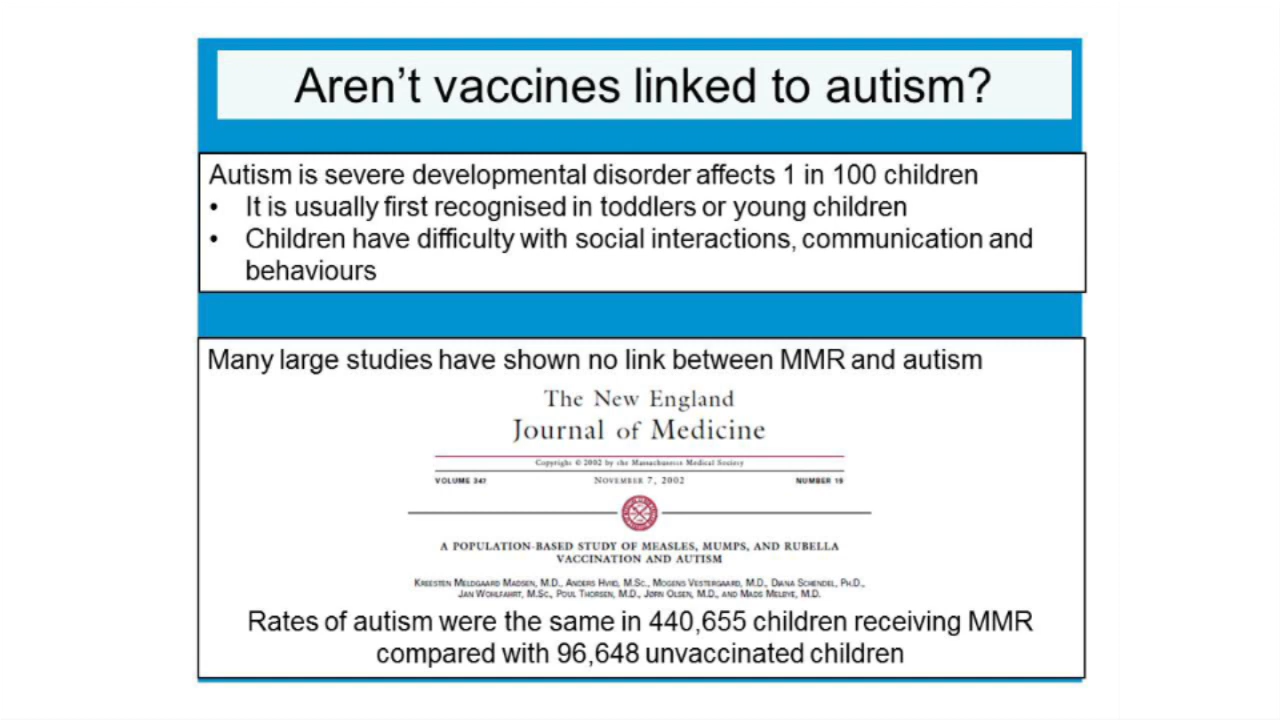 Aren't vaccines linked to autism?
Autism is severe developmental disorder affects 1 in 100 children
• It is usually first recognised in toddlers or young children
• Children have difficulty with social interactions, communication and
behaviours
Many large studies have shown no link between MMR and autism
The New England
Journal of Medicine
Copyright © 2002 by the Massachusetts Medical Society
VOLUME 347 NOVEMBER 7, 2002 NUMBER 19
A POPULATION-BASED STUDY OF MEASLES, MUMPS, AND RUBELLA
VACCINATION AND AUTISM
KREESTEN MELDGAARD MADSEN, M.D., ANDERS HVIID, M.SC., MOGENS VESTERGAARD, M.D., DIANA SCHENDEL, PH.D.,
JAN WOHLFAHRT, M.SC., POUL THORSEN, M.D., JØRN OLSEN, M.D., AND MADS MELBYE, M.D.
Rates of autism were the same in 440,655 children receiving MMR
compared with 96,648 unvaccinated children